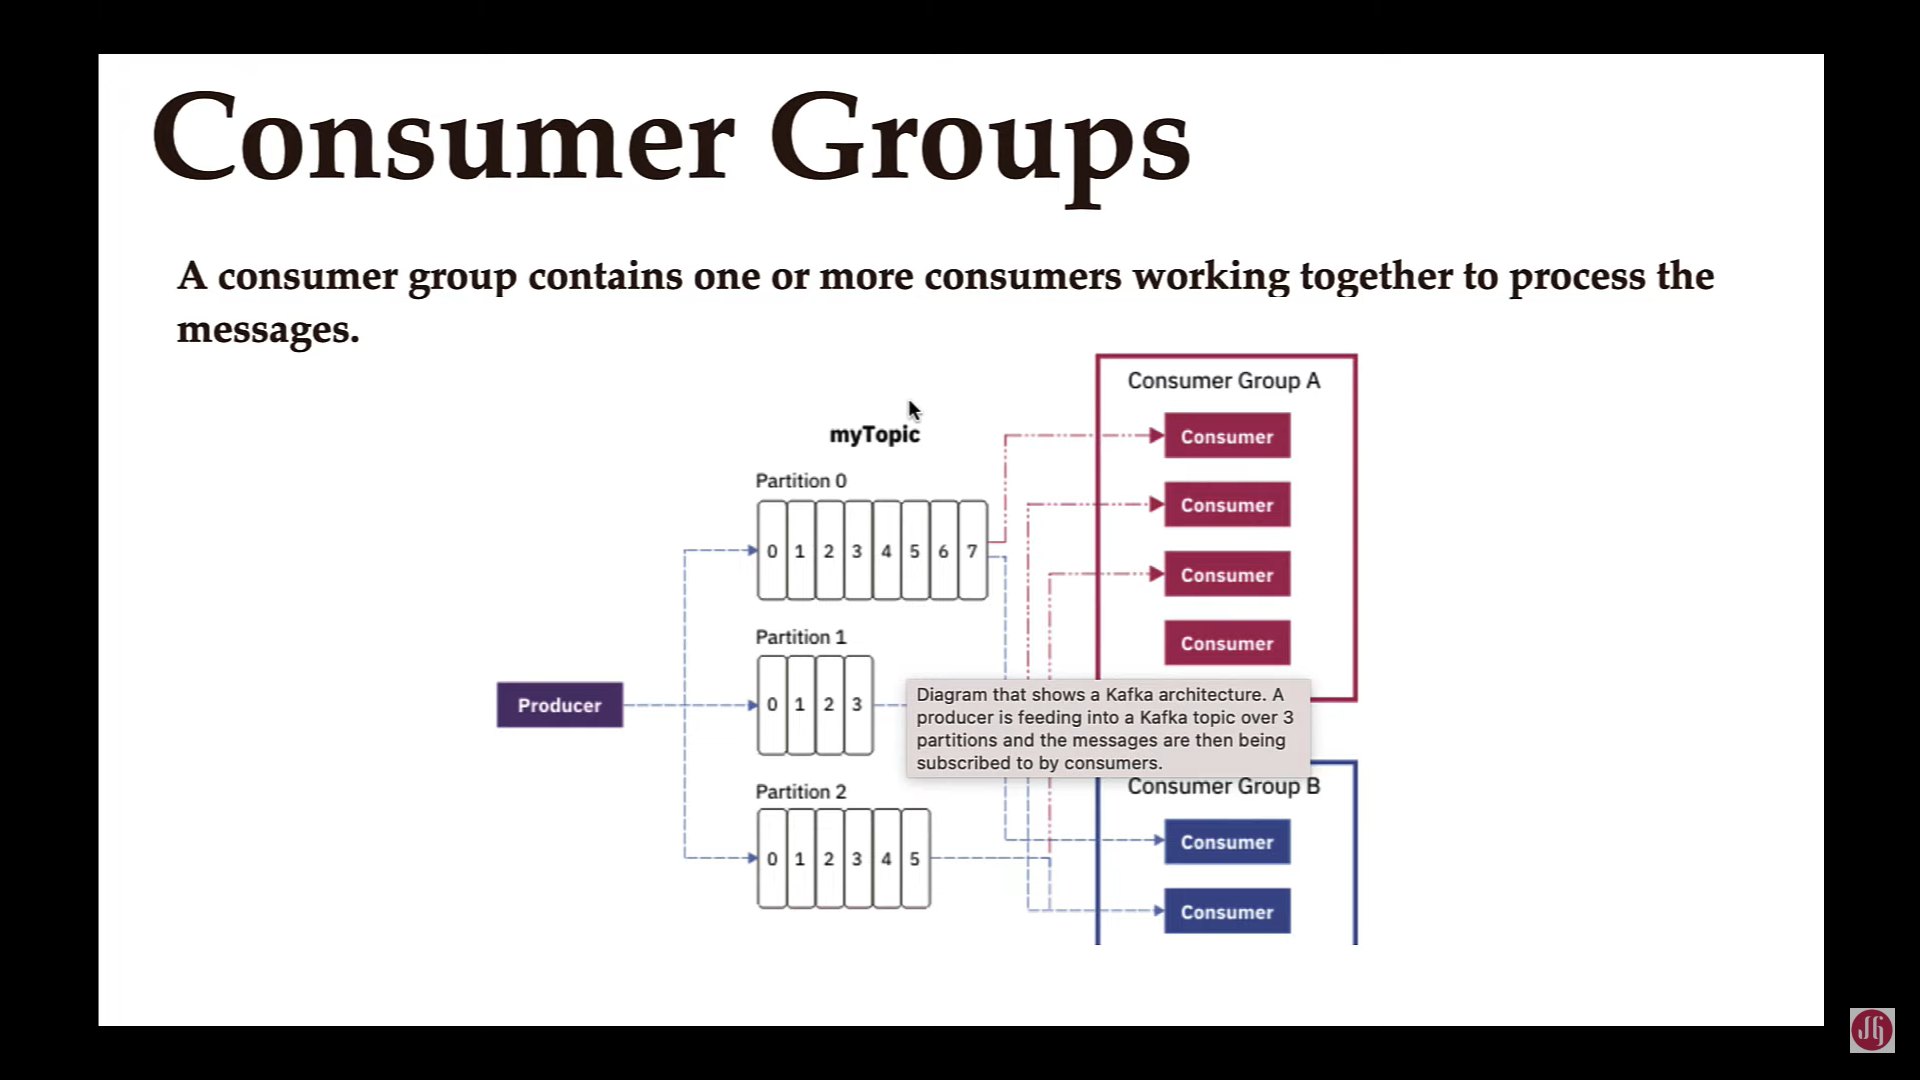 Consumer Groups
A consumer group contains one or more consumers working together to process the
messages.
myTopic
Partition 0
0 1 2 3 4 5 6 7
Partition 1
0 1 2 3
Partition 2
0 1 2 3 4 5
Producer
Consumer Group A
Consumer
Consumer
Consumer
Consumer
Diagram that shows a Kafka architecture. A
producer is feeding into a Kafka topic over 3
partitions and the messages are then being
subscribed to by consumers.
Consumer Group B
Consumer
Consumer